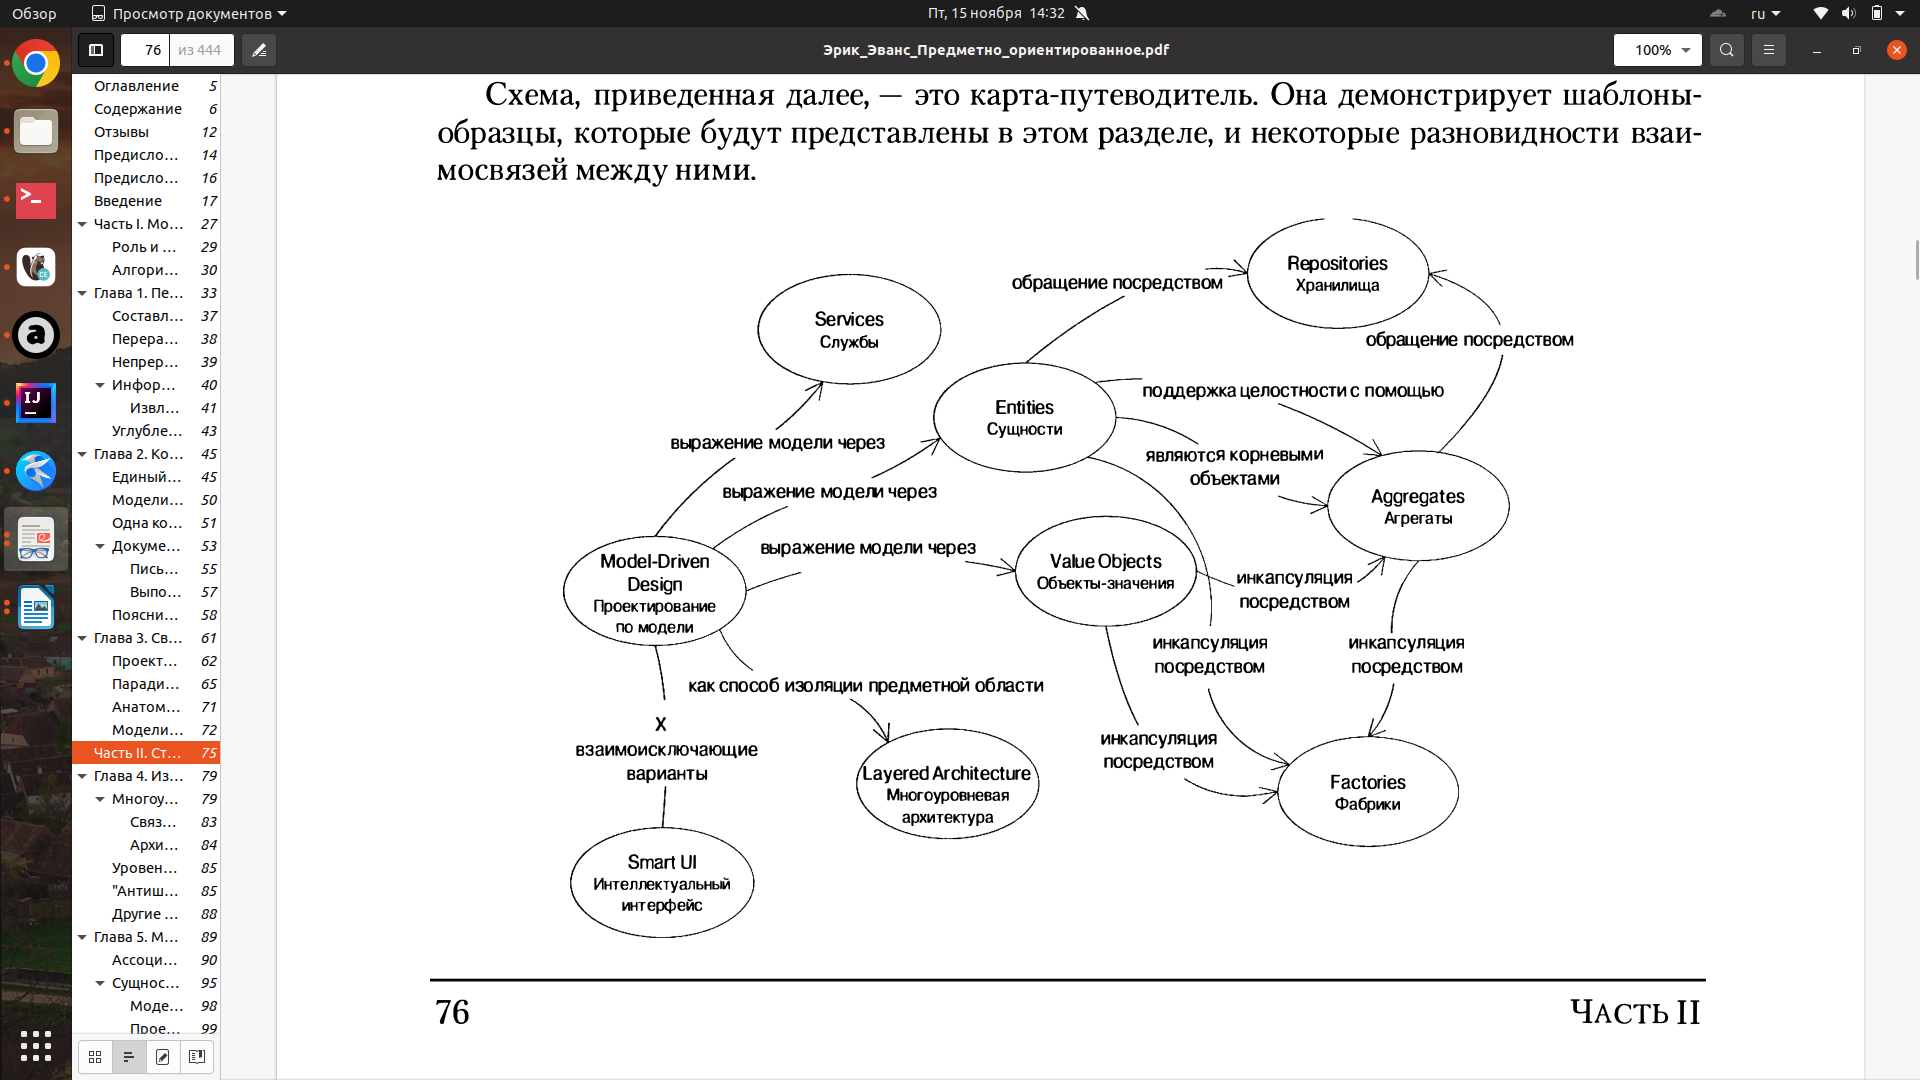 Обзор
Просмотр документов
Пт, 15 ноября 14:32
ru
76
из 444
Эрик_Эванс_Предметно_ориентированное.pdf
100%
Оглавление 5
Содержание 6
Отзывы 12
Предисло... 14
Предисло... 16
Введение 17
Часть I. Мо... 27
Роль и ... 29
Алгори... 30
Глава 1. Пе... 33
Составл... 37
Перера... 38
Непрер... 39
Инфор... 40
Извл... 41
Углубле... 43
Глава 2. Ко... 45
Единый... 45
Модели... 50
Одна ко... 51
Докуме... 53
Пись... 55
Выпо... 57
Поясни... 58
Глава 3. Св... 61
Проект... 62
Паради... 65
Анатом... 71
Модели... 72
Часть II. Ст... 75
Глава 4. Из... 79
Многоу... 79
Связ... 83
Архи... 84
Уровен... 85
"Антиш... 85
Другие ... 88
Глава 5. М... 89
Ассоци... 90
Сущнос... 95
Моде... 98
Прое... 99
Схема, приведенная далее, — это карта-путеводитель. Она демонстрирует шаблоны-
образцы, которые будут представлены в этом разделе, и некоторые разновидности взаи-
мосвязей между ними.
Repositories
Хранилища
обращение посредством
Services
Службы
обращение посредством
поддержка целостности с помощью
Entities
Сущности
выражение модели через
являются корневыми
объектами
выражение модели через
Aggregates
Агрегаты
выражение модели через
Model-Driven
Design
Проектирование
по модели
Value Objects
Объекты-значения
инкапсуляция
посредством
инкапсуляция
посредством
инкапсуляция
посредством
как способ изоляции предметной области
X
взаимоисключающие
варианты
инкапсуляция
посредством
Layered Architecture
Многоуровневая
архитектура
Factories
Фабрики
Smart UI
Интеллектуальный
интерфейс
76
Часть II